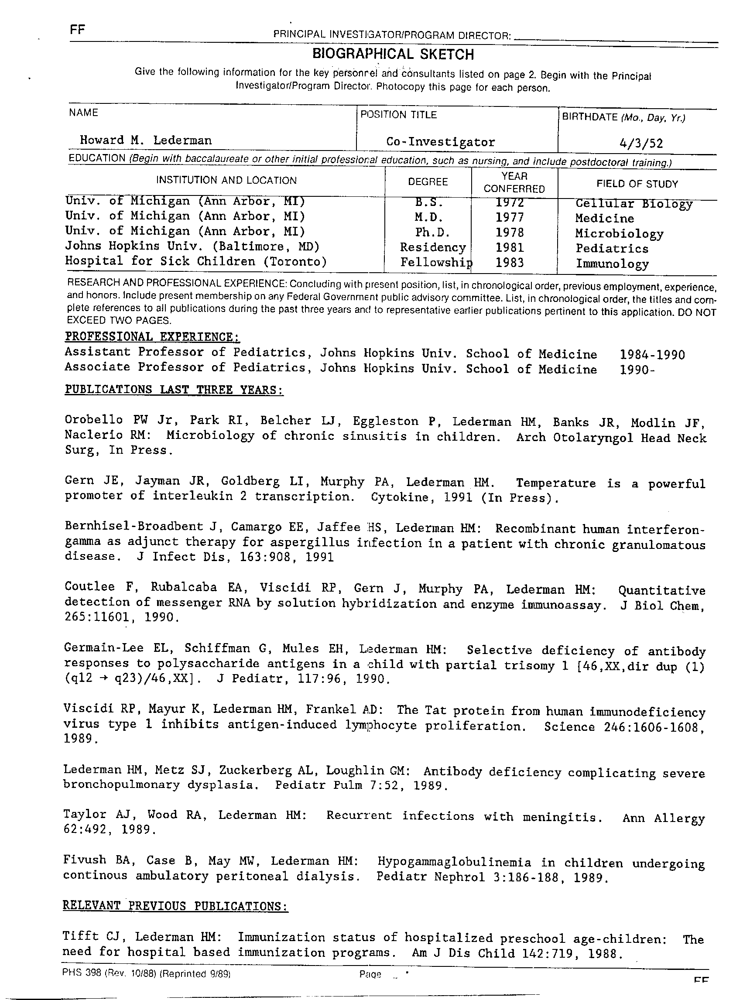 FF
PRINCIPAL INVESTIGATOR/PROGRAM DIRECTOR:
BIOGRAPHICAL SKETCH
Give the following information for the key personnel and consultants listed on page 2. Begin with the Principal
Investigator/Program Director. Photocopy this page for each person.
NAME POSITION TITLE BIRTHDATE (Mo., Day, Yr.)
Howard M. Lederman Co-Investigator 4/3/52
EDUCATION (Begin with baccalaureate or other initial professional education, such as nursing, and include postdoctoral training.)
INSTITUTION AND LOCATION DEGREE YEAR CONFERRED FIELD OF STUDY
Univ. of Michigan (Ann Arbor, MI) B.S. 1972 Cellular Biology
Univ. of Michigan (Ann Arbor, MI) M.D. 1977 Medicine
Univ. of Michigan (Ann Arbor, MI) Ph.D. 1978 Microbiology
Johns Hopkins Univ. (Baltimore, MD) Residency 1981 Pediatrics
Hospital for Sick Children (Toronto) Fellowship 1983 Immunology
RESEARCH AND PROFESSIONAL EXPERIENCE: Concluding with present position, list, in chronological order, previous employment, experience,
and honors. Include present membership on any Federal Government public advisory committee. List, in chronological order, the titles and com-
plete references to all publications during the past three years and to representative earlier publications pertinent to this application. DO NOT
EXCEED TWO PAGES.
PROFESSIONAL EXPERIENCE:
Assistant Professor of Pediatrics, Johns Hopkins Univ. School of Medicine 1984-1990
Associate Professor of Pediatrics, Johns Hopkins Univ. School of Medicine 1990-
PUBLICATIONS LAST THREE YEARS:
Orobello PW Jr, Park RI, Belcher LJ, Eggleston P, Lederman HM, Banks JR, Modlin JF,
Naclerio RM: Microbiology of chronic sinusitis in children. Arch Otolaryngol Head Neck
Surg, In Press.
Gern JE, Jayman JR, Goldberg LI, Murphy PA, Lederman HM. Temperature is a powerful
promoter of interleukin 2 transcription. Cytokine, 1991 (In Press).
Bernhisel-Broadbent J, Camargo EE, Jaffee HS, Lederman HM: Recombinant human interferon-
gamma as adjunct therapy for aspergillus infection in a patient with chronic granulomatous
disease. J Infect Dis, 163:908, 1991
Coutlee F, Rubalcaba EA, Viscidi RP, Gern J, Murphy PA, Lederman HM: Quantitative
detection of messenger RNA by solution hybridization and enzyme immunoassay. J Biol Chem,
265:11601, 1990.
Germain-Lee EL, Schiffman G, Mules EH, Lederman HM: Selective deficiency of antibody
responses to polysaccharide antigens in a child with partial trisomy 1 [46,XX,dir dup (1)
(q12 → q23)/46,XX]. J Pediatr, 117:96, 1990.
Viscidi RP, Mayur K, Lederman HM, Frankel AD: The Tat protein from human immunodeficiency
virus type 1 inhibits antigen-induced lymphocyte proliferation. Science 246:1606-1608,
1989.
Lederman HM, Metz SJ, Zuckerberg AL, Loughlin GM: Antibody deficiency complicating severe
bronchopulmonary dysplasia. Pediatr Pulm 7:52, 1989.
Taylor AJ, Wood RA, Lederman HM: Recurrent infections with meningitis. Ann Allergy
62:492, 1989.
Fivush BA, Case B, May MW, Lederman HM: Hypogammaglobulinemia in children undergoing
continous ambulatory peritoneal dialysis. Pediatr Nephrol 3:186-188, 1989.
RELEVANT PREVIOUS PUBLICATIONS:
Tifft CJ, Lederman HM: Immunization status of hospitalized preschool age-children: The
need for hospital based immunization programs. Am J Dis Child 142:719, 1988.
PHS 398 (Rev. 10/88) (Reprinted 9/89) Page FF